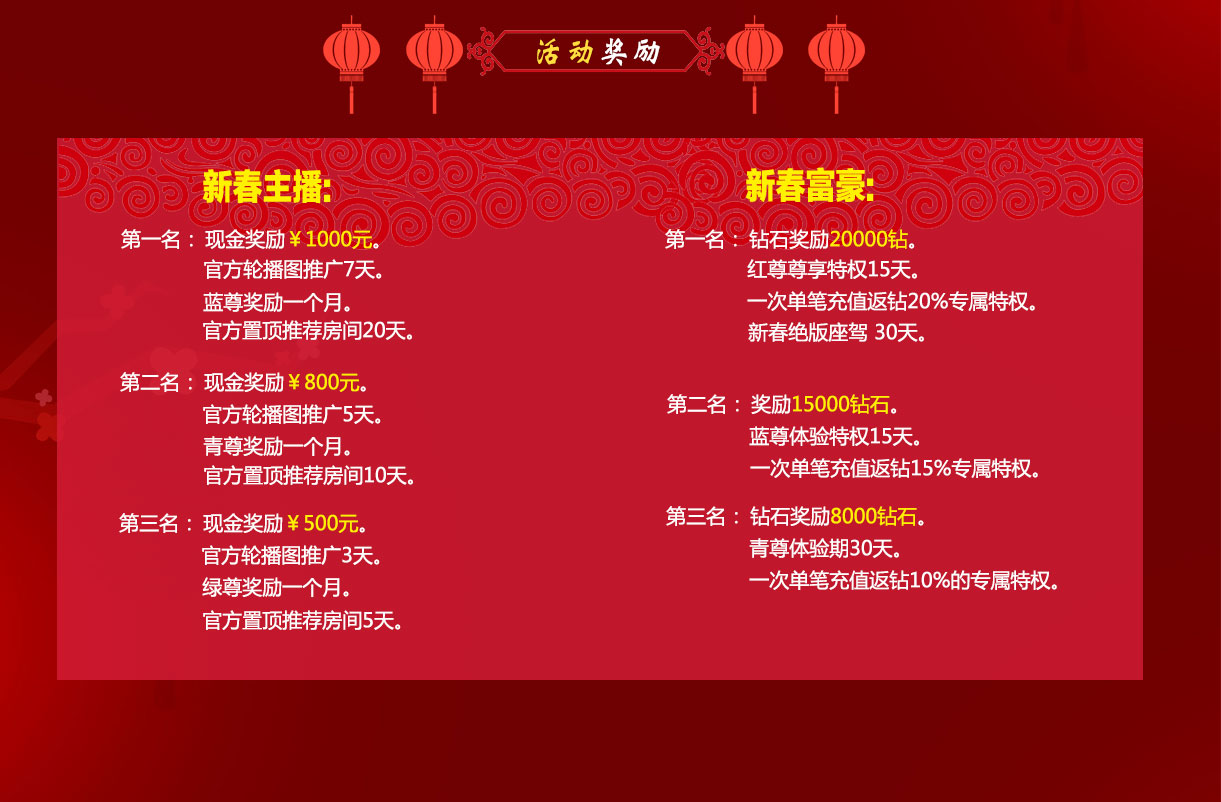 活动奖励
新春主播:
第一名：现金奖励￥1000元。
官方轮播图推广7天。
蓝尊奖励一个月。
官方置顶推荐房间20天。
第二名：现金奖励￥800元。
官方轮播图推广5天。
青尊奖励一个月。
官方置顶推荐房间10天。
第三名：现金奖励￥500元。
官方轮播图推广3天。
绿尊奖励一个月。
官方置顶推荐房间5天。
新春富豪:
第一名：钻石奖励20000钻。
红尊尊享特权15天。
一次单笔充值返钻20%专属特权。
新春绝版座驾 30天。
第二名：奖励15000钻石。
蓝尊体验特权15天。
一次单笔充值返钻15%专属特权。
第三名：钻石奖励8000钻石。
青尊体验期30天。
一次单笔充值返钻10%的专属特权。